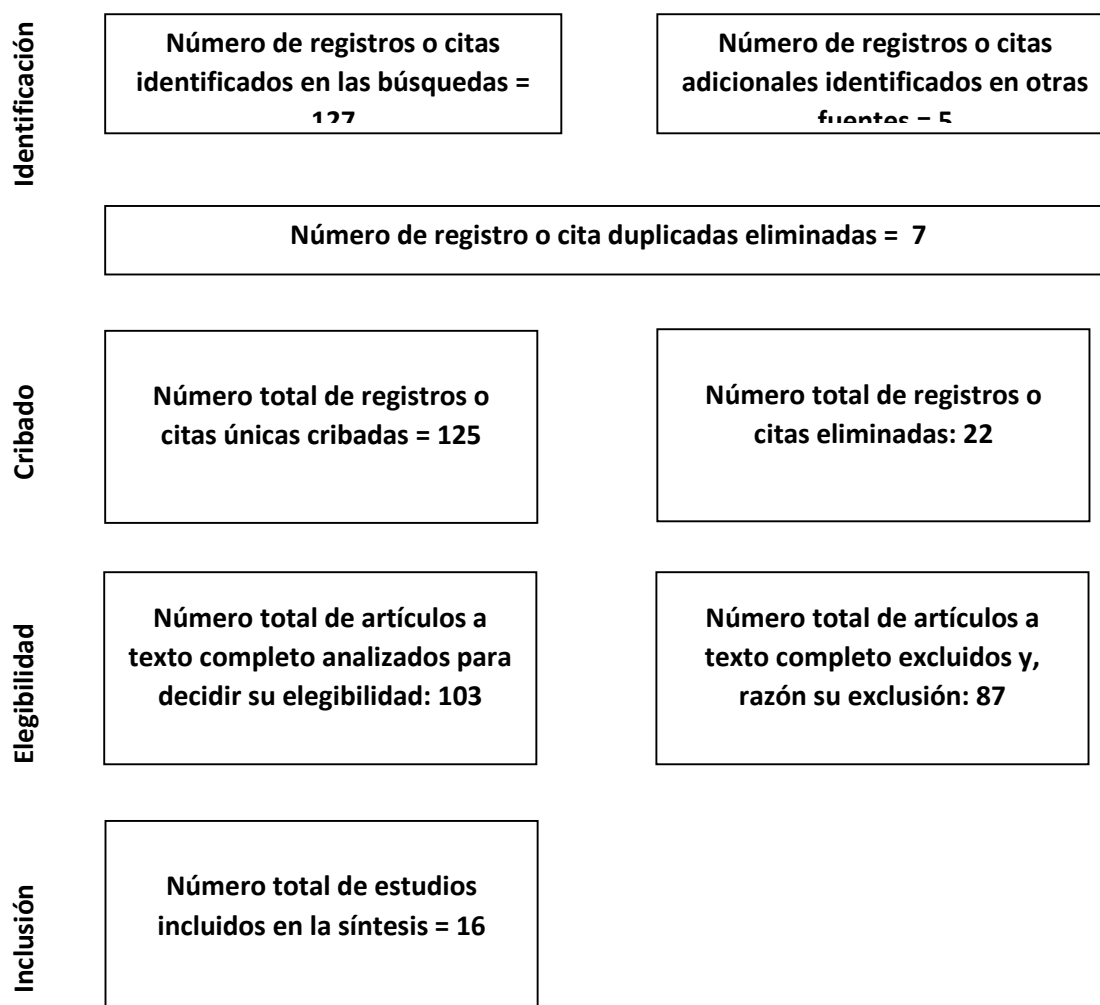 Identificación
Número de registros o citas
identificados en las búsquedas =
127
Número de registros o citas
adicionales identificados en otras
fuentes = 5
Número de registro o cita duplicadas eliminadas = 7
Cribado
Número total de registros o
citas únicas cribadas = 125
Número total de registros o
citas eliminadas: 22
Elegibilidad
Número total de artículos a
texto completo analizados para
decidir su elegibilidad: 103
Número total de artículos a
texto completo excluidos y,
razón su exclusión: 87
Inclusión
Número total de estudios
incluidos en la síntesis = 16